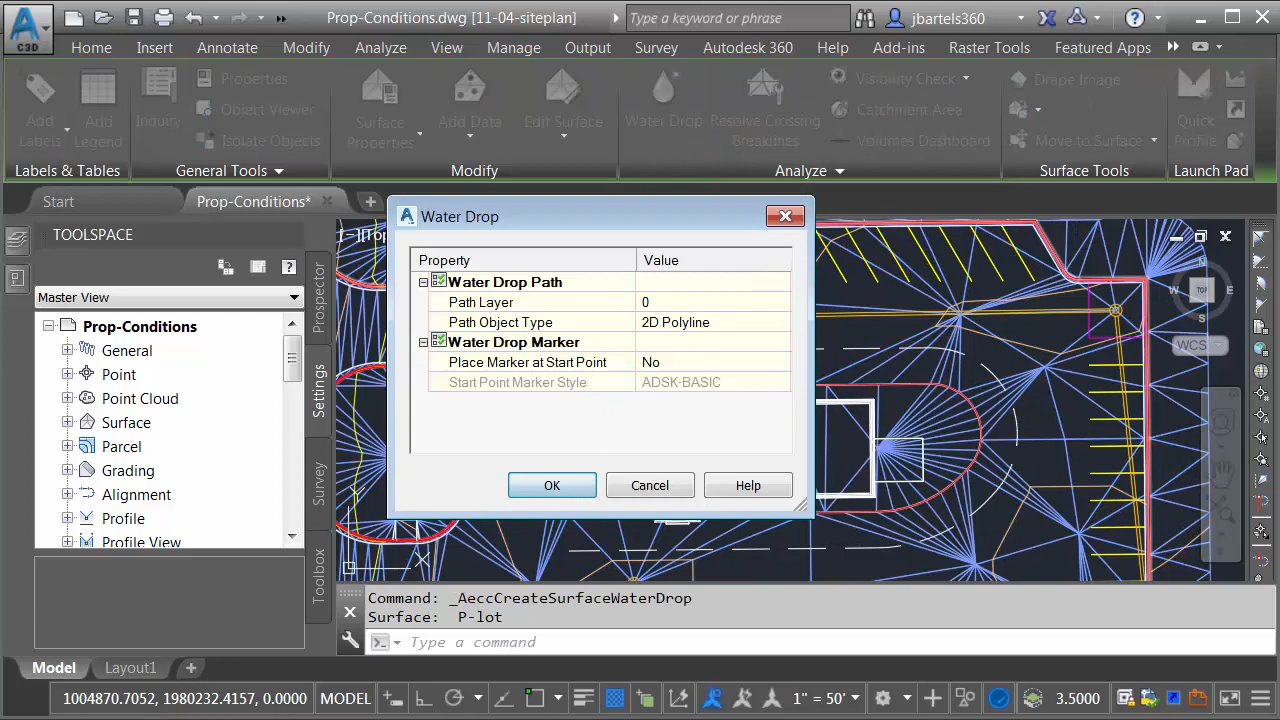 Prop-Conditions.dwg [11-04-siteplan]
Type a keyword or phrase
jbartels360
C3D
Home Insert Annotate Modify Analyze View Manage Output Survey Autodesk 360 Help Add-ins Raster Tools Featured Apps
Add Labels
Add Legend
Inquiry
Properties
Object Viewer
Isolate Objects
Surface Properties
Add Data
Edit Surface
Water Drop
Resolve Crossing Breaklines
Visibility Check
Catchment Area
Volumes Dashboard
Drape Image
Move to Surface
Quick Profile
Labels & Tables General Tools Modify Analyze Surface Tools Launch Pad
Start Prop-Conditions*
TOOLSPACE
Master View
Prop-Conditions
General
Point
Point Cloud
Surface
Parcel
Grading
Alignment
Profile
Profile View
Prospector
Settings
Survey
Toolbox
[-][Top
Water Drop
Property Value
Water Drop Path
Path Layer 0
Path Object Type 2D Polyline
Water Drop Marker
Place Marker at Start Point No
Start Point Marker Style ADSK-BASIC
OK Cancel Help
N
W TOP E
S
WCS
Command: _AeccCreateSurfaceWaterDrop
Surface: P-lot
Type a command
Model Layout1
1004870.7052, 1980232.4157, 0.0000 MODEL 1" = 50' 3.5000